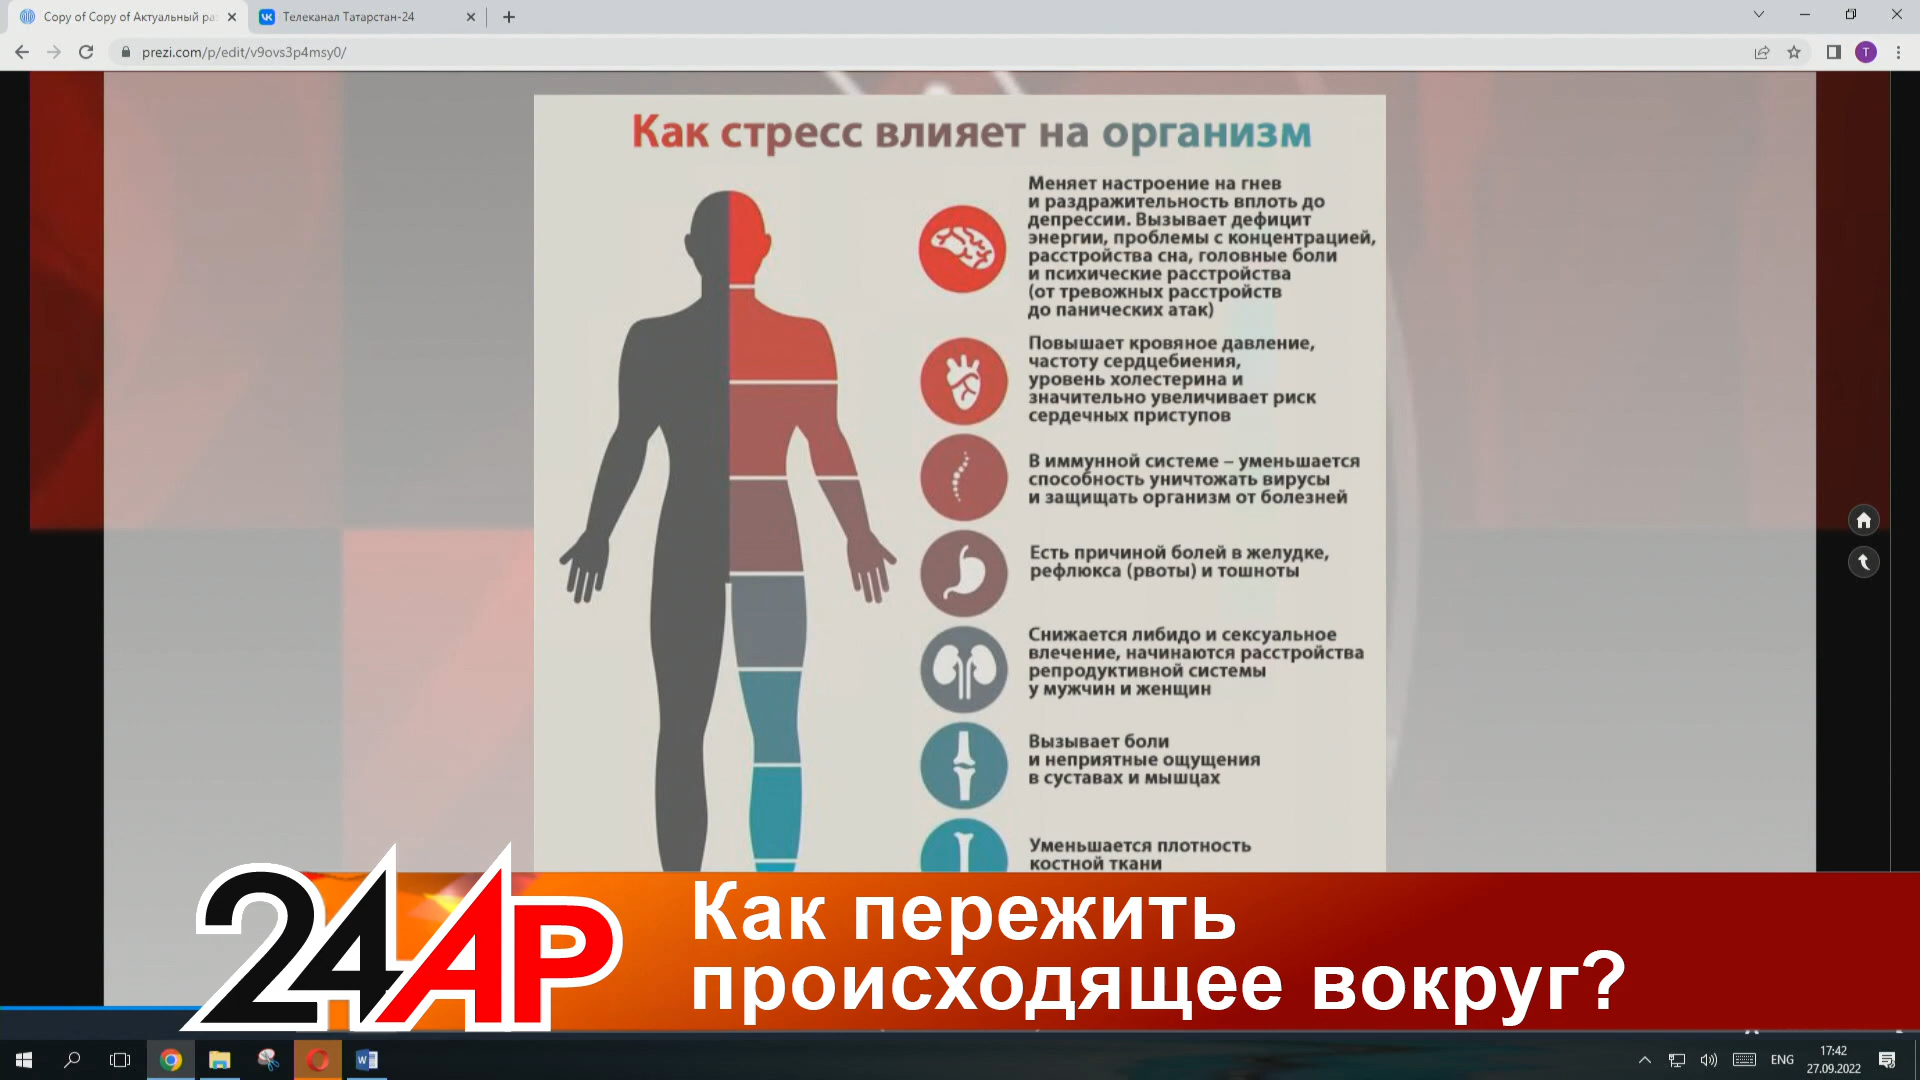 Copy of Copy of Актуальный ра
Телеканал Татарстан-24
prezi.com/p/edit/v9ovs3p4msy0/
T
Как стресс влияет на организм
Меняет настроение на гнев
и раздражительность вплоть до
депрессии. Вызывает дефицит
энергии, проблемы с концентрацией,
расстройства сна, головные боли
и психические расстройства
(от тревожных расстройств
до панических атак)
Повышает кровяное давление,
частоту сердцебиения,
уровень холестерина и
значительно увеличивает риск
сердечных приступов
В иммунной системе – уменьшается
способность уничтожать вирусы
и защищать организм от болезней
Есть причиной болей в желудке,
рефлюкса (рвоты) и тошноты
Снижается либидо и сексуальное
влечение, начинаются расстройства
репродуктивной системы
у мужчин и женщин
Вызывает боли
и неприятные ощущения
в суставах и мышцах
Уменьшается плотность
костной ткани
24АР
Как пережить
происходящее вокруг?
ENG
17:42
27.09.2022